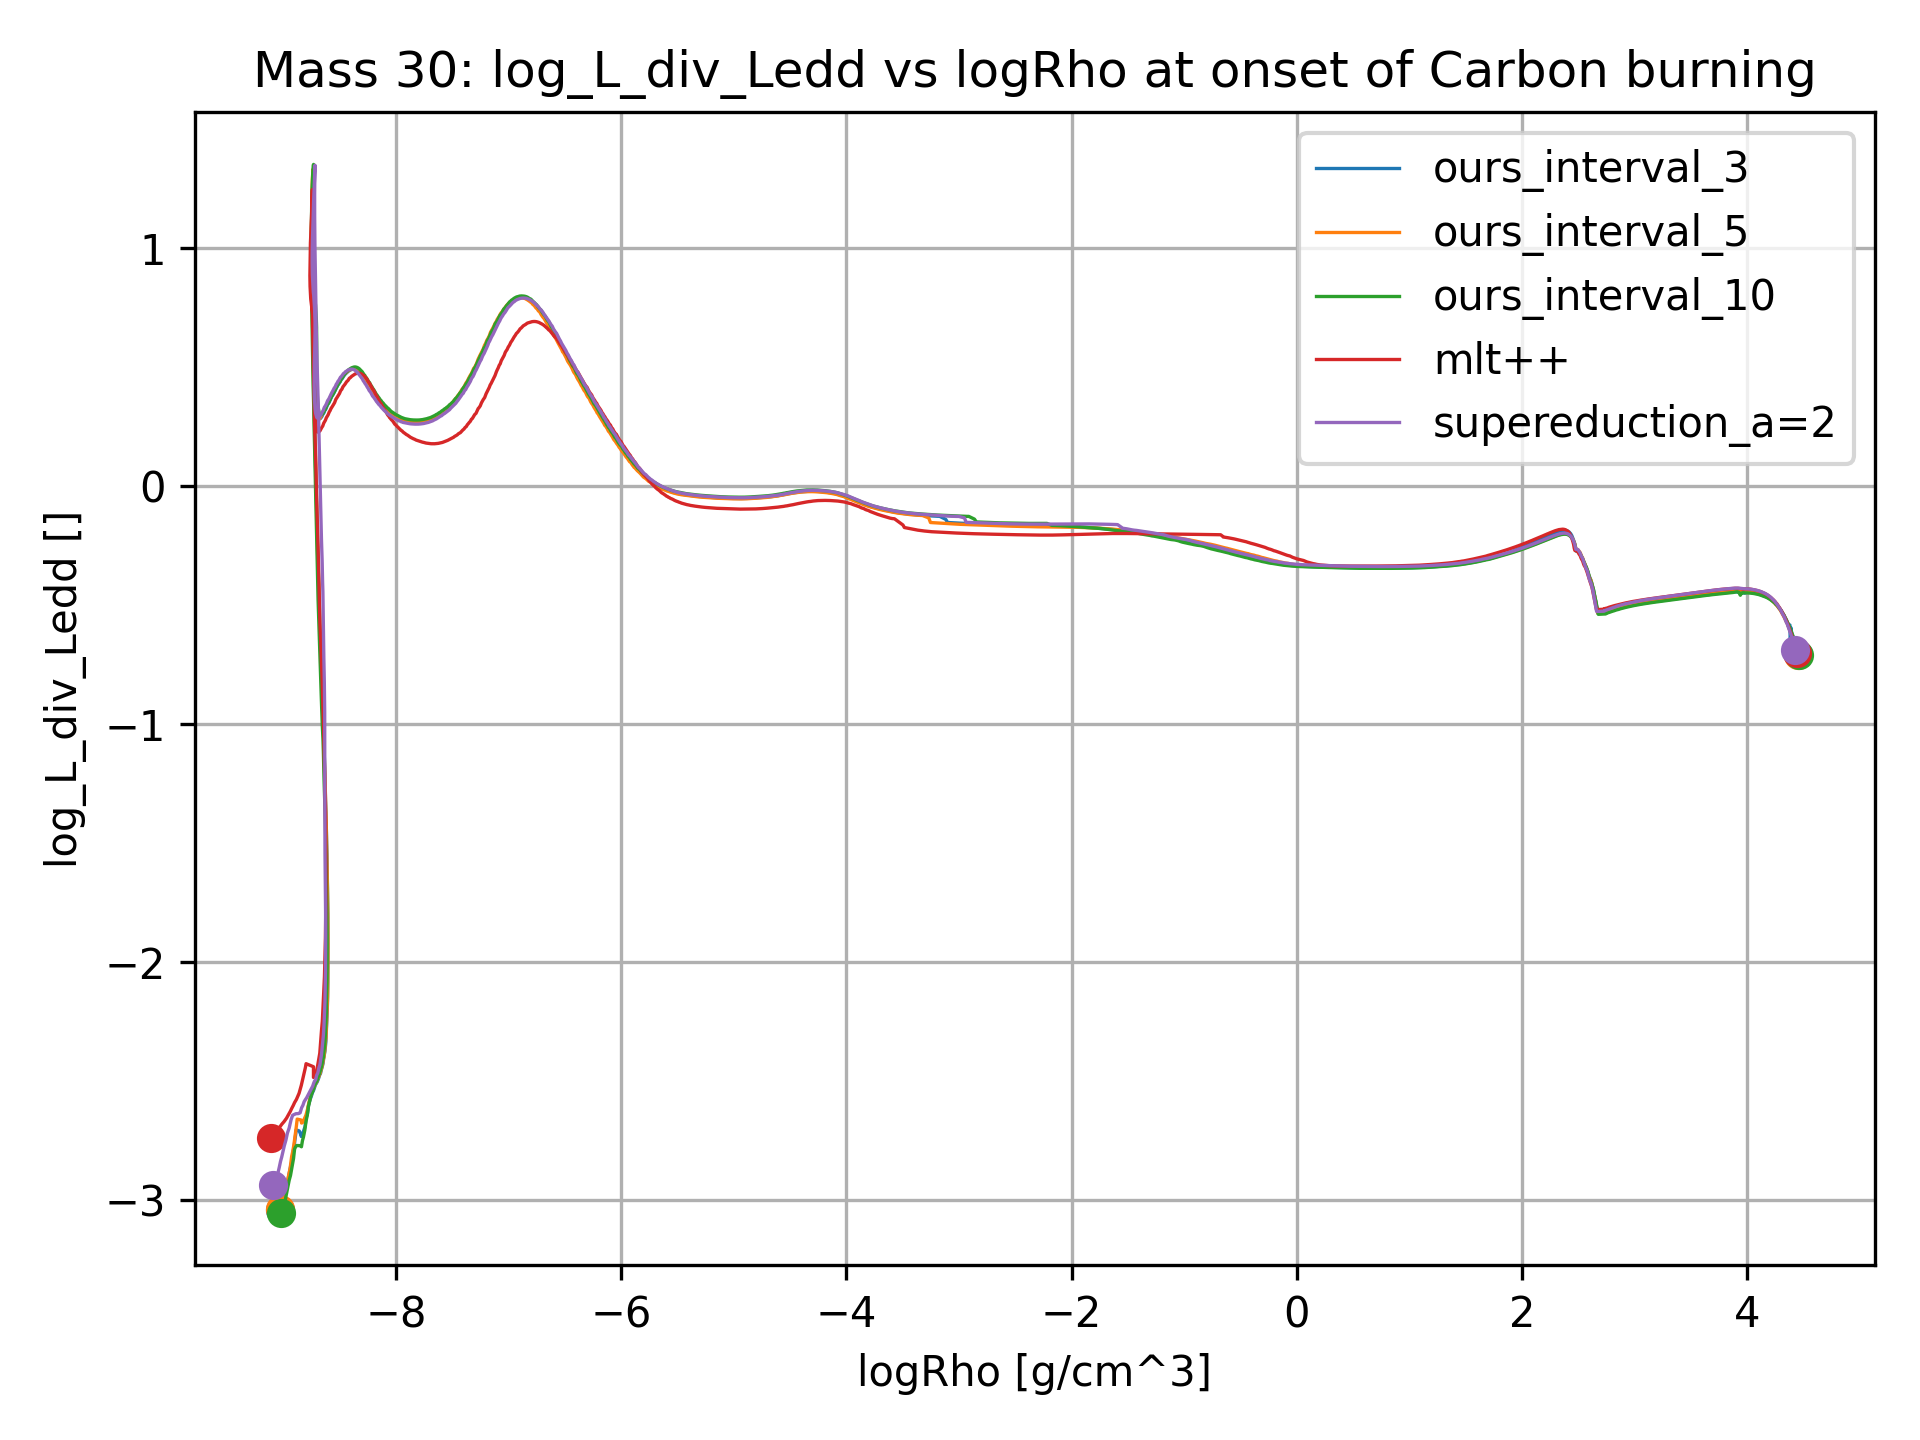 Mass 30: log_L_div_Ledd vs logRho at onset of Carbon burning
ours_interval_3
ours_interval_5
ours_interval_10
mlt++
supereduction_a=2
log_L_div_Ledd []
1
0
−1
−2
−3
−8 −6 −4 −2 0 2 4
logRho [g/cm^3]